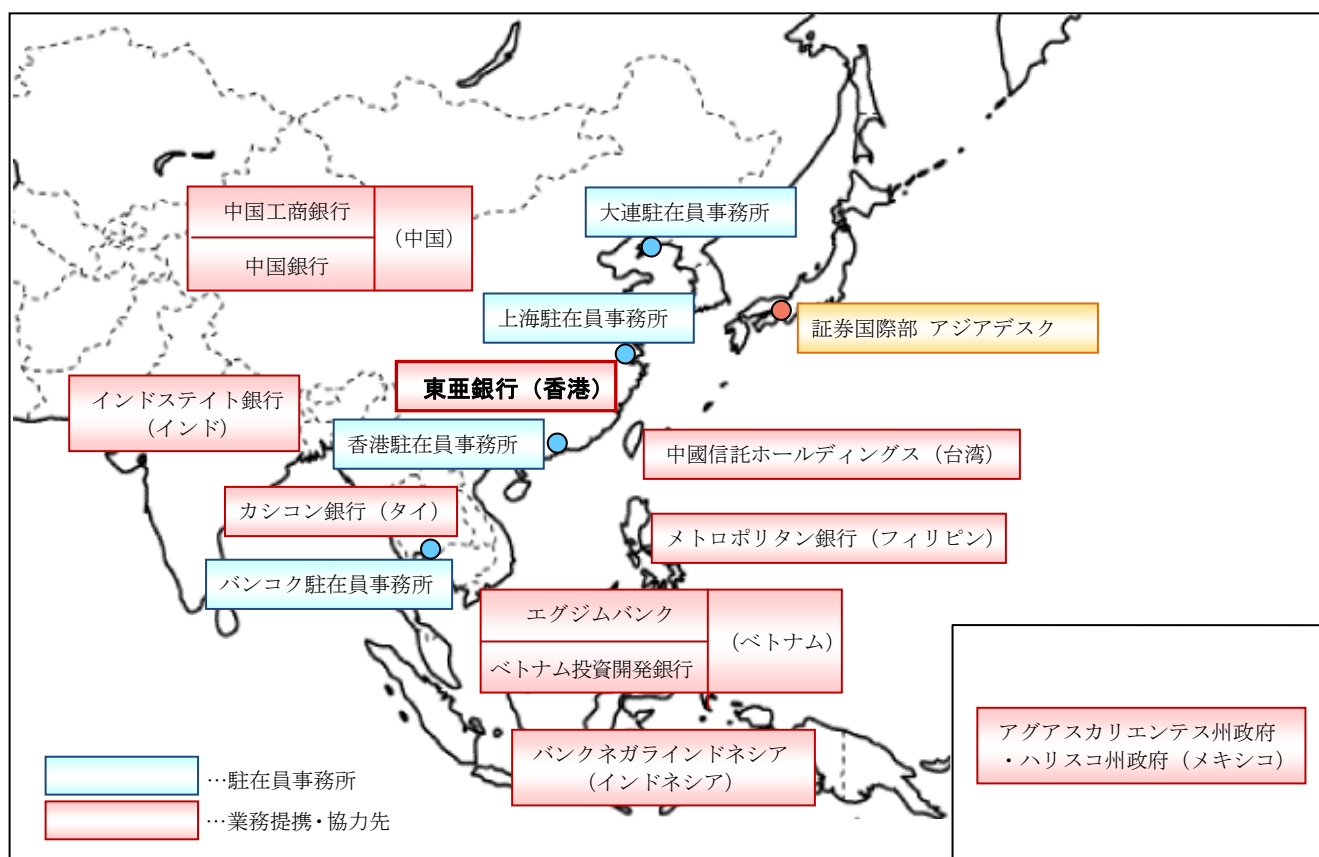 中国工商銀行
中国銀行
（中国）
大連駐在員事務所
上海駐在員事務所
証券国際部 アジアデスク
東亜銀行（香港）
インドステイト銀行
（インド）
香港駐在員事務所
中國信託ホールディングス（台湾）
カシコン銀行（タイ）
メトロポリタン銀行（フィリピン）
バンコク駐在員事務所
エグジムバンク
ベトナム投資開発銀行
（ベトナム）
アグアスカリエンテス州政府
・ハリスコ州政府（メキシコ）
バンクネガラインドネシア
（インドネシア）
…駐在員事務所
…業務提携・協力先